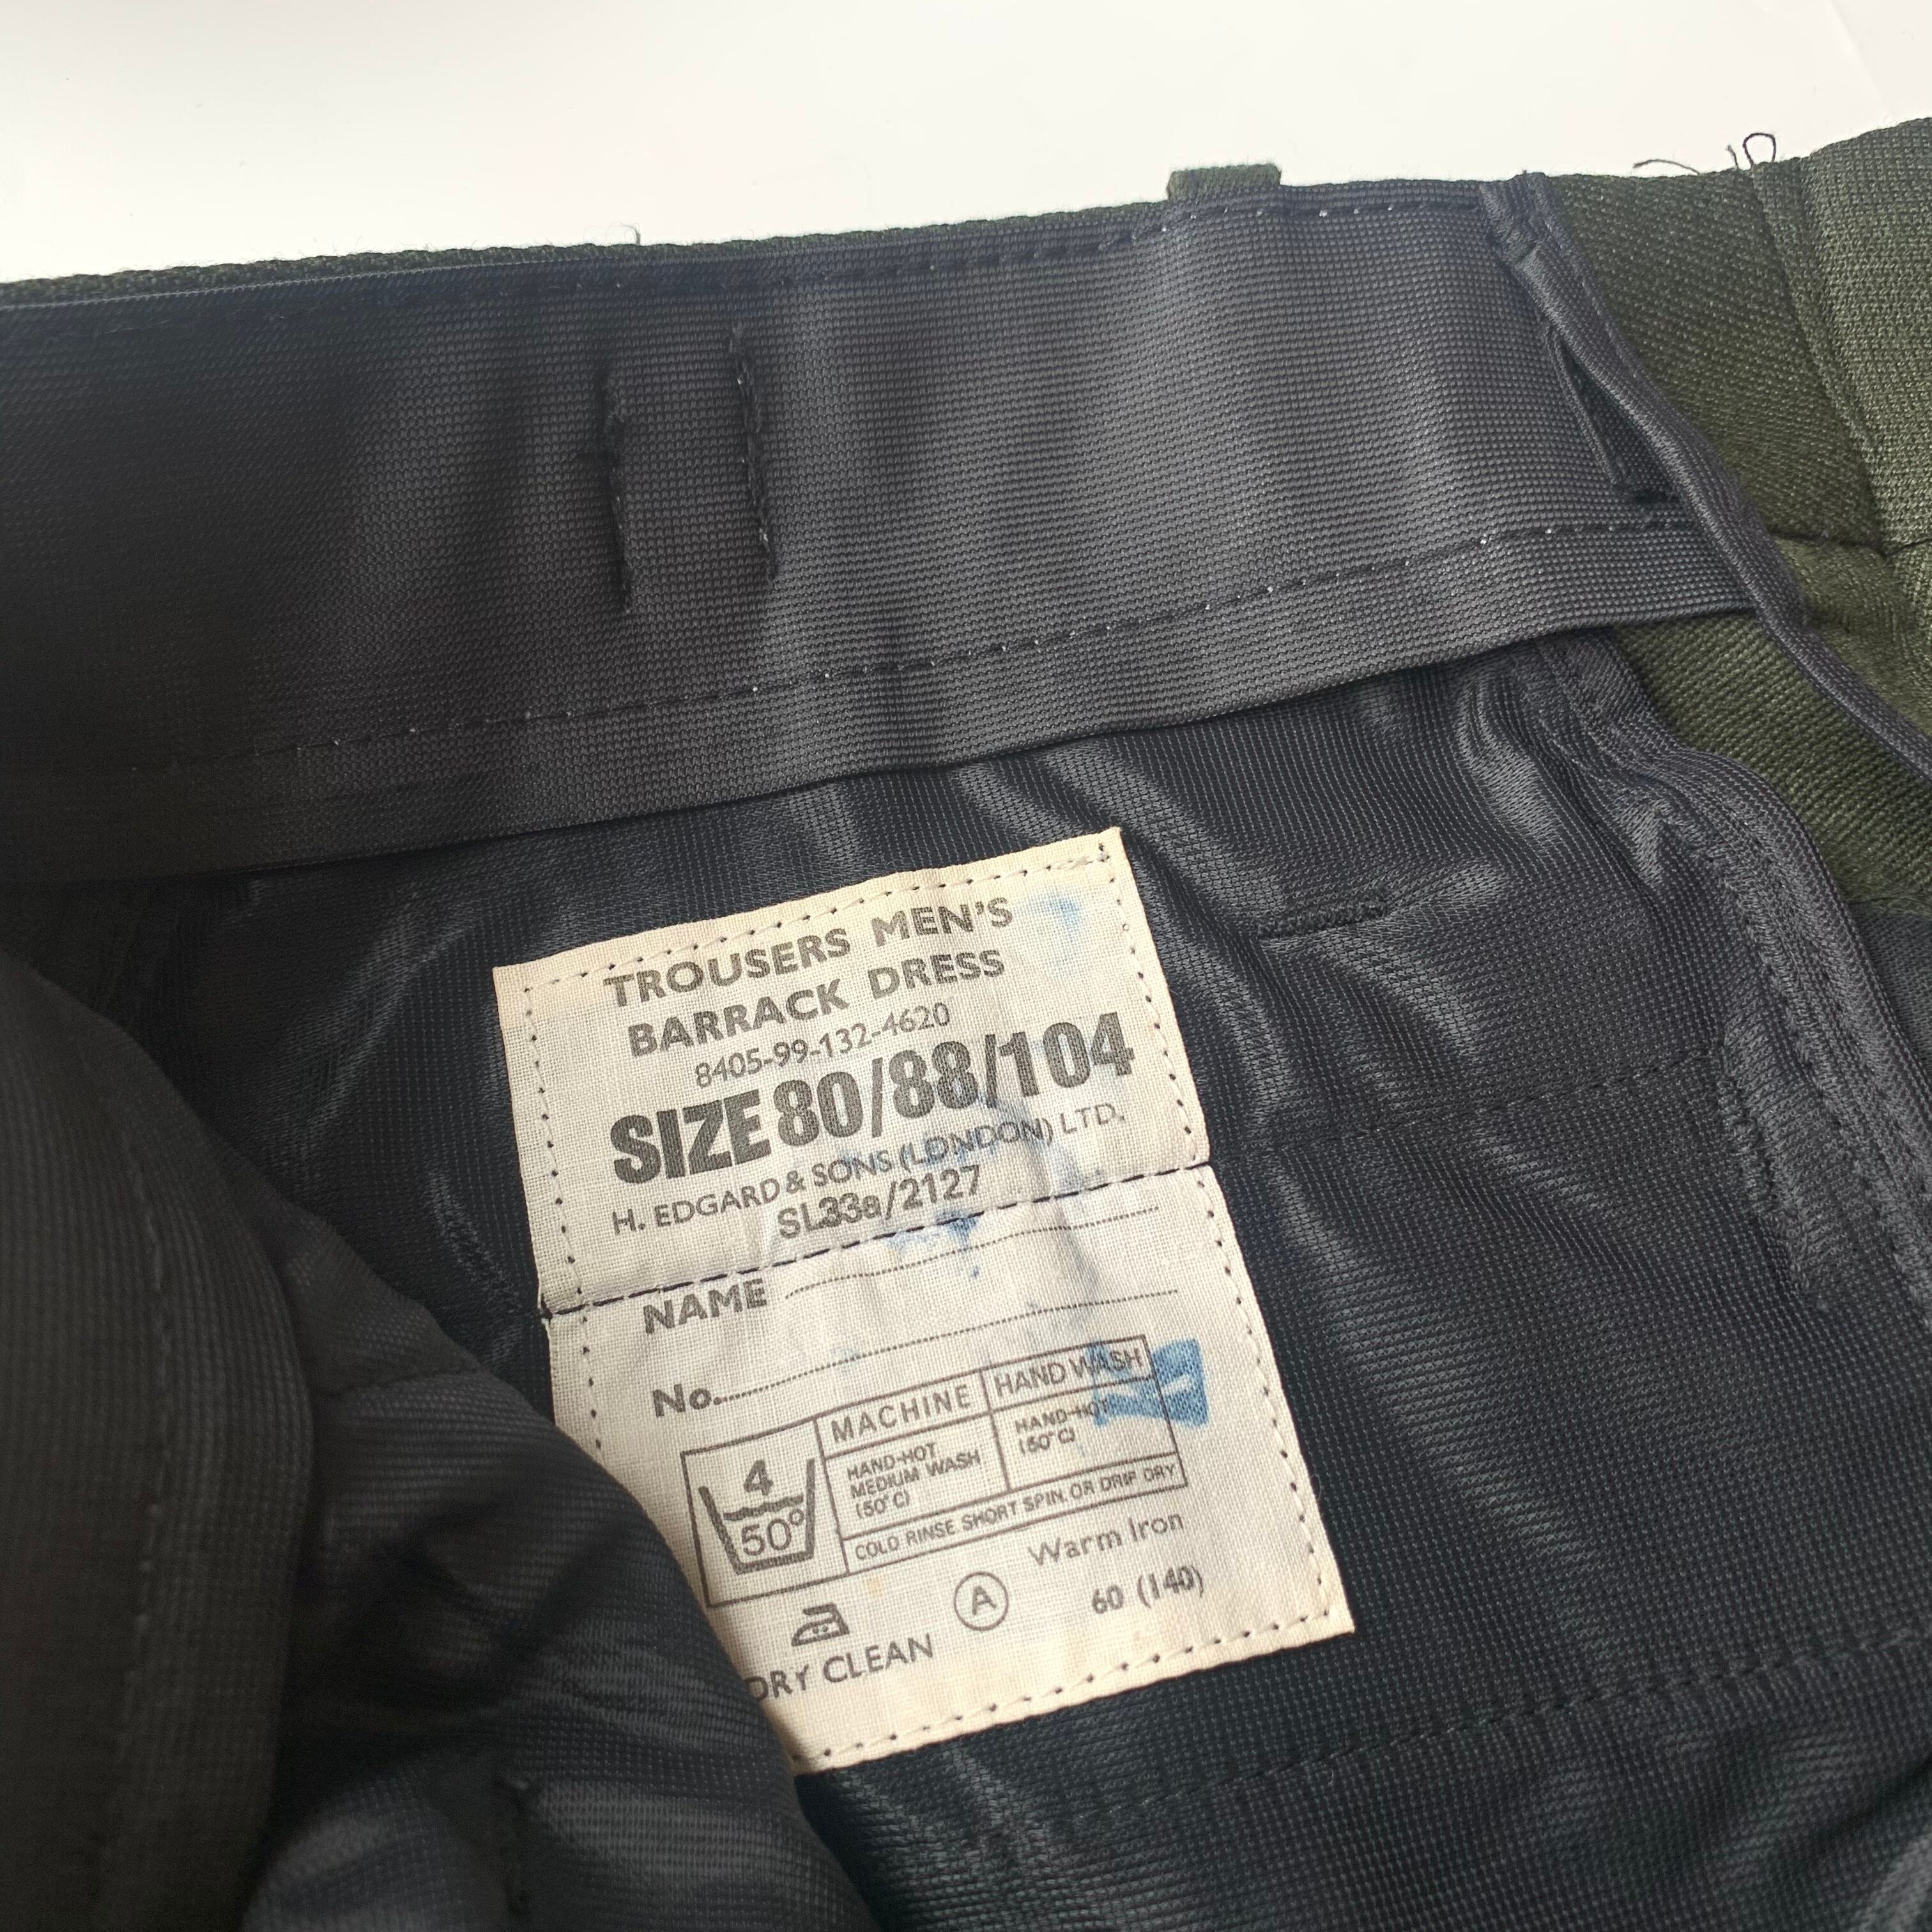 TROUSERS MEN'S
BARRACK DRESS
8405-99-132-4620
SIZE 80/88/104
H. EDGARD & SONS (LONDON) LTD.
SL33a/2127
NAME
No.
MACHINE HAND WASH
4
50°
HAND-HOT
MEDIUM WASH
(50°C)
HAND-HOT
(50°C)
COLD RINSE SHORT SPIN OR DRIP DRY
Warm Iron
A
60 (140)
DRY CLEAN